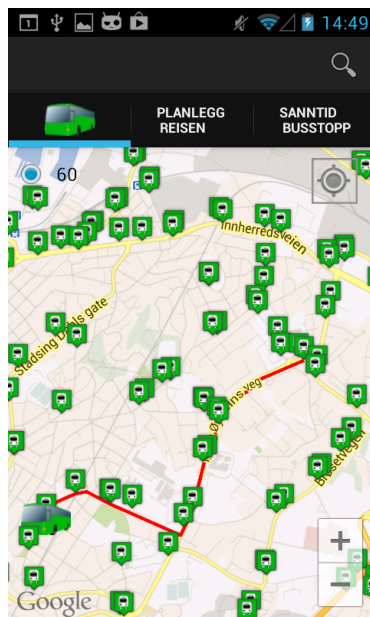 14:49
PLANLEGG
REISEN
SANNTID
BUSSTOPP
60
Innherredsveien
Stadsing Dahls gate
Brøsetvegen
Google